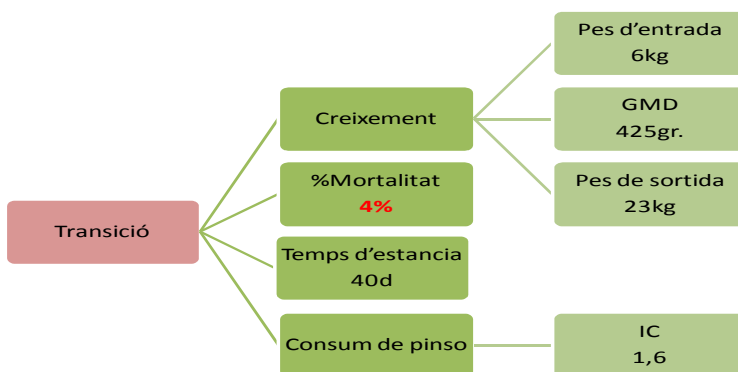 Transició
Creixement
Pes d’entrada
6kg
GMD
425gr.
Pes de sortida
23kg
%Mortalitat
4%
Temps d’estancia
40d
Consum de pinso
IC
1,6